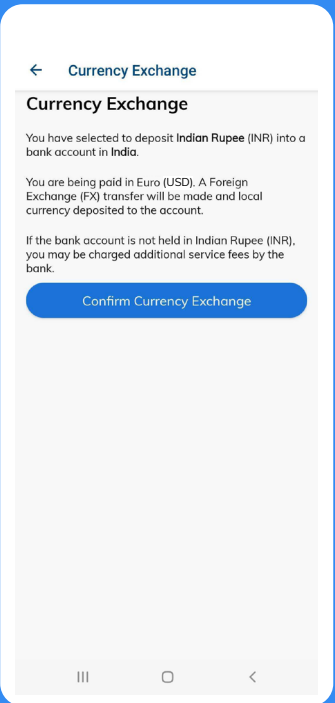 Currency Exchange
Currency Exchange
You have selected to deposit Indian Rupee (INR) into a
bank account in India.
You are being paid in Euro (USD). A Foreign
Exchange (FX) transfer will be made and local
currency deposited to the account.
If the bank account is not held in Indian Rupee (INR),
you may be charged additional service fees by the
bank.
Confirm Currency Exchange